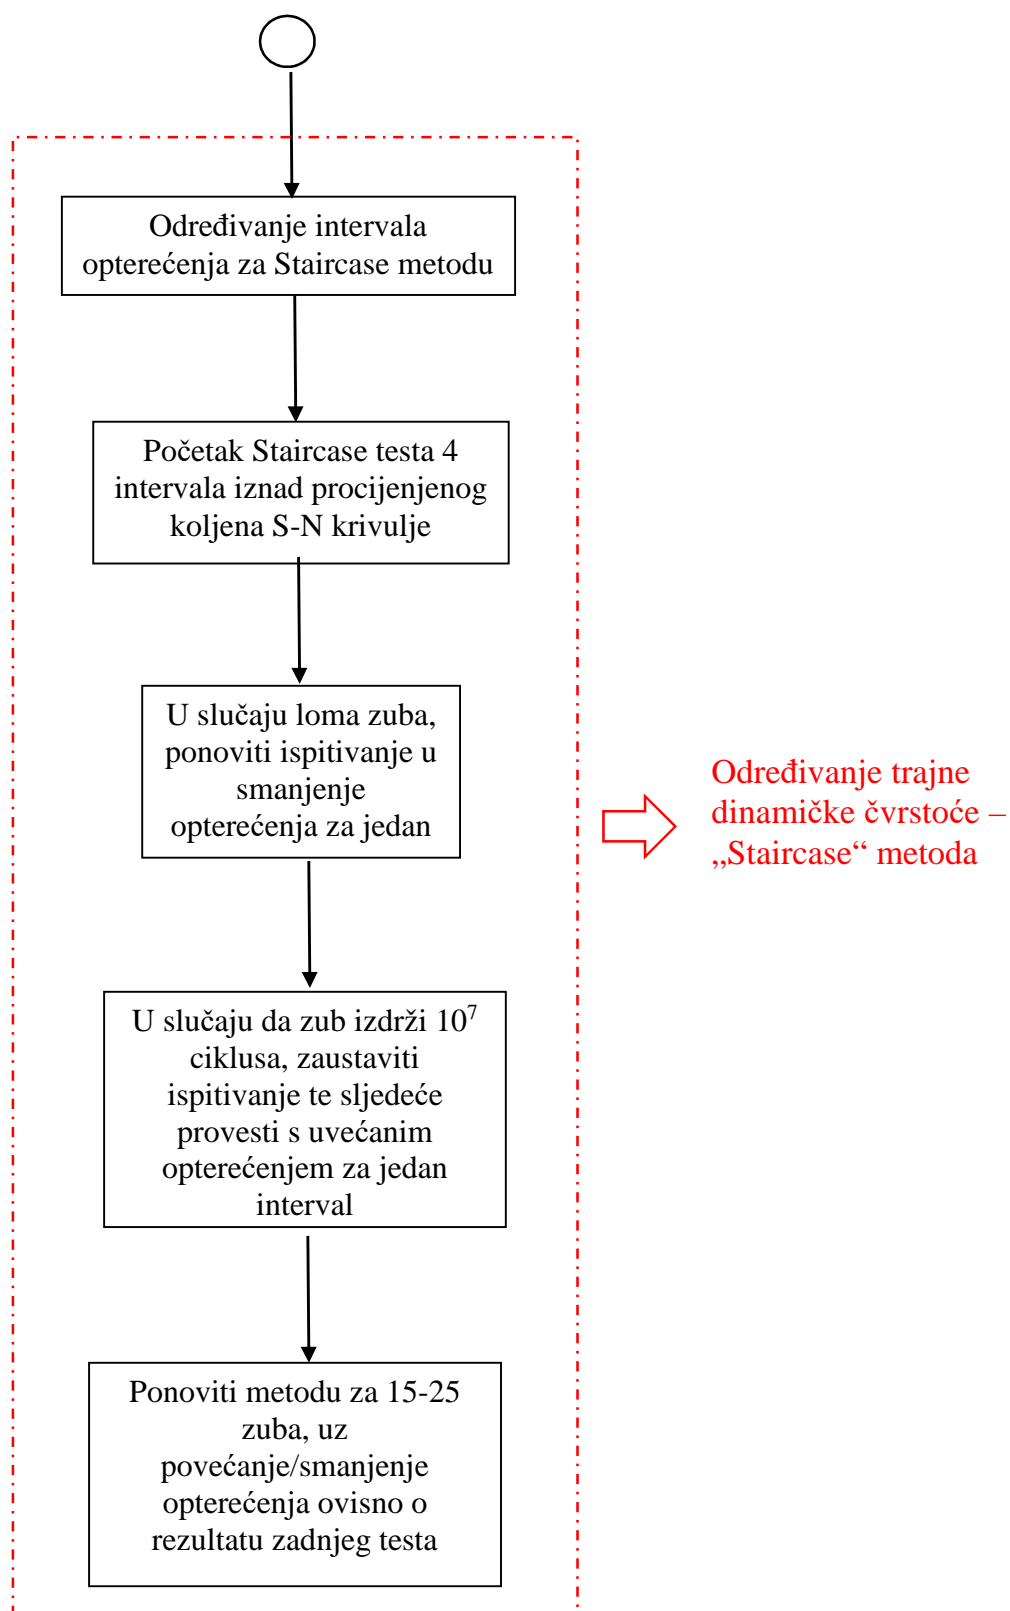 Određivanje intervala
opterećenja za Staircase metodu
Početak Staircase testa 4
intervala iznad procijenjenog
koljena S-N krivulje
U slučaju loma zuba,
ponoviti ispitivanje u
smanjenje
opterećenja za jedan
Određivanje trajne
dinamičke čvrstoće –
„Staircase“ metoda
U slučaju da zub izdrži 10⁷
ciklusa, zaustaviti
ispitivanje te sljedeće
provesti s uvećanim
opterećenjem za jedan
interval
Ponoviti metodu za 15-25
zuba, uz
povećanje/smanjenje
opterećenja ovisno o
rezultatu zadnjeg testa